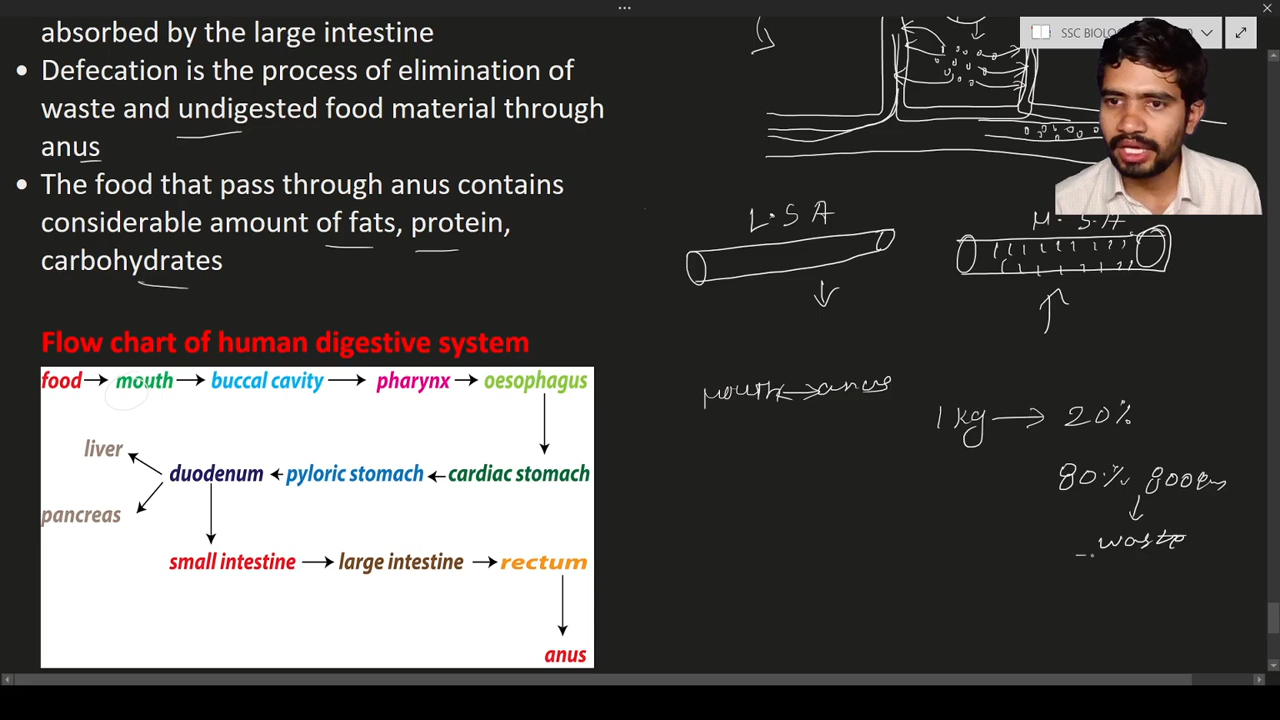 absorbed by the large intestine
SSC BIOLO
• Defecation is the process of elimination of
waste and undigested food material through
anus
• The food that pass through anus contains
considerable amount of fats, protein,
carbohydrates
L.S.A
M.S.A
Flow chart of human digestive system
food → mouth → buccal cavity → pharynx → oesophagus
liver
duodenum ← pyloric stomach ← cardiac stomach
pancreas
small intestine → large intestine → rectum
anus
mouth ↔ anus
1 kg → 20%
80%
waste